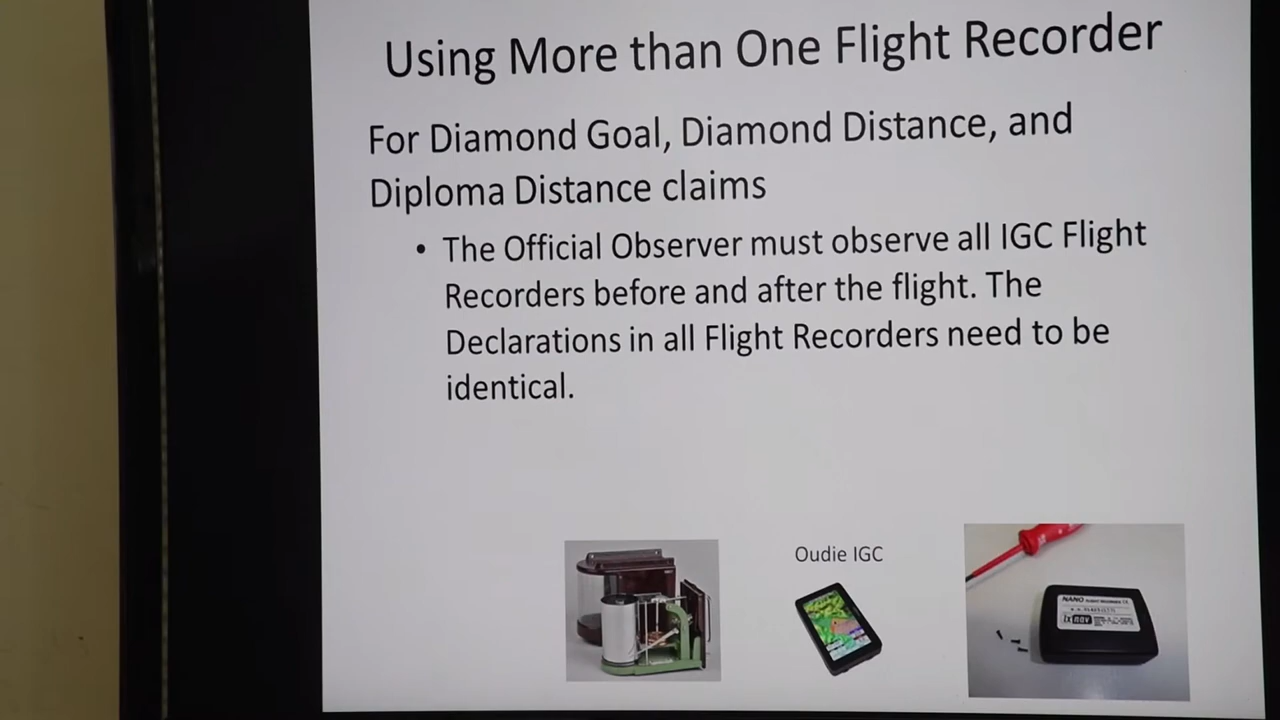 Using More than One Flight Recorder
For Diamond Goal, Diamond Distance, and
Diploma Distance claims
• The Official Observer must observe all IGC Flight
Recorders before and after the flight. The
Declarations in all Flight Recorders need to be
identical.
Oudie IGC
NANO
lx nav